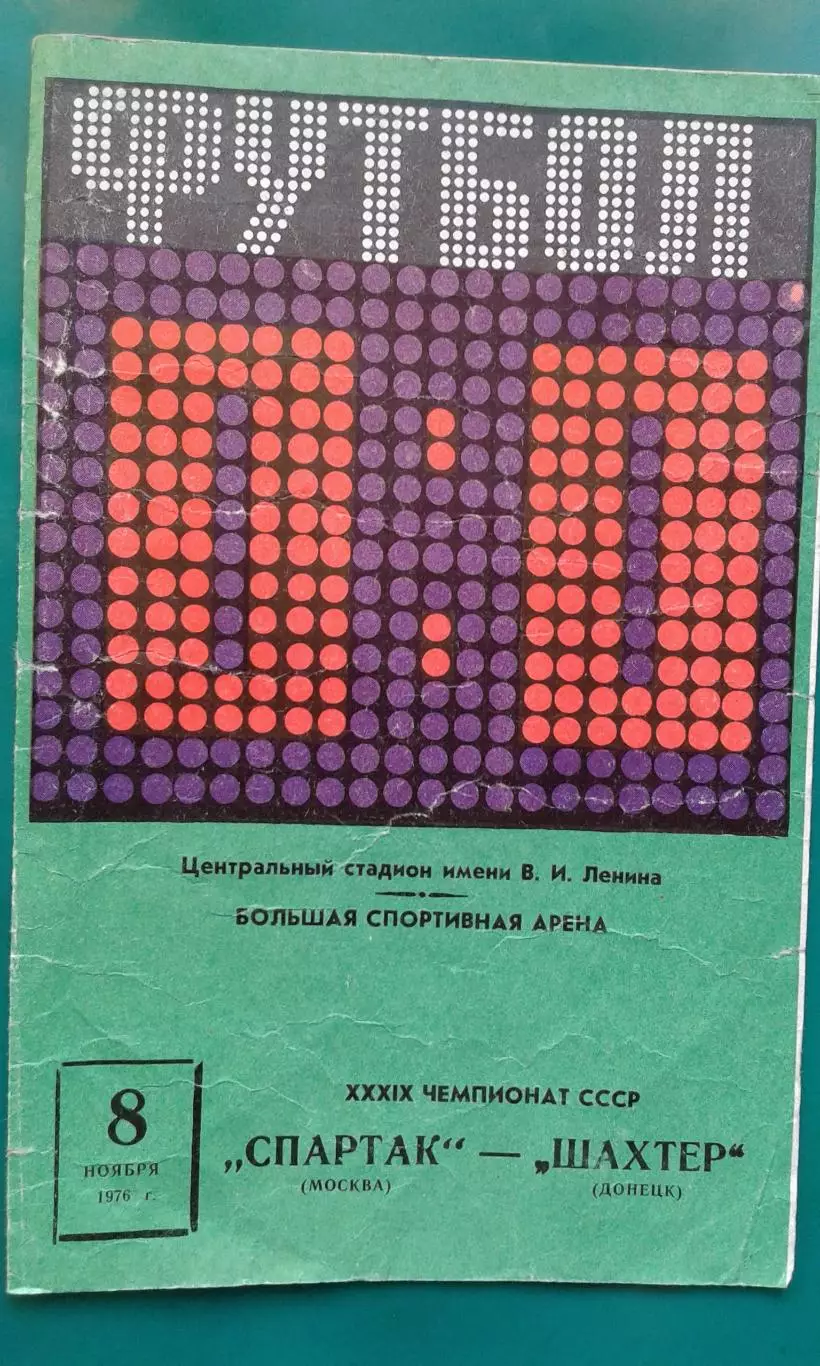 ФУТБОЛ
0:0
Центральный стадион имени В. И. Ленина
БОЛЬШАЯ СПОРТИВНАЯ АРЕНА
8
НОЯБРЯ
1976 г.
XXXIX ЧЕМПИОНАТ СССР
„СПАРТАК“ — „ШАХТЕР“
(МОСКВА) (ДОНЕЦК)